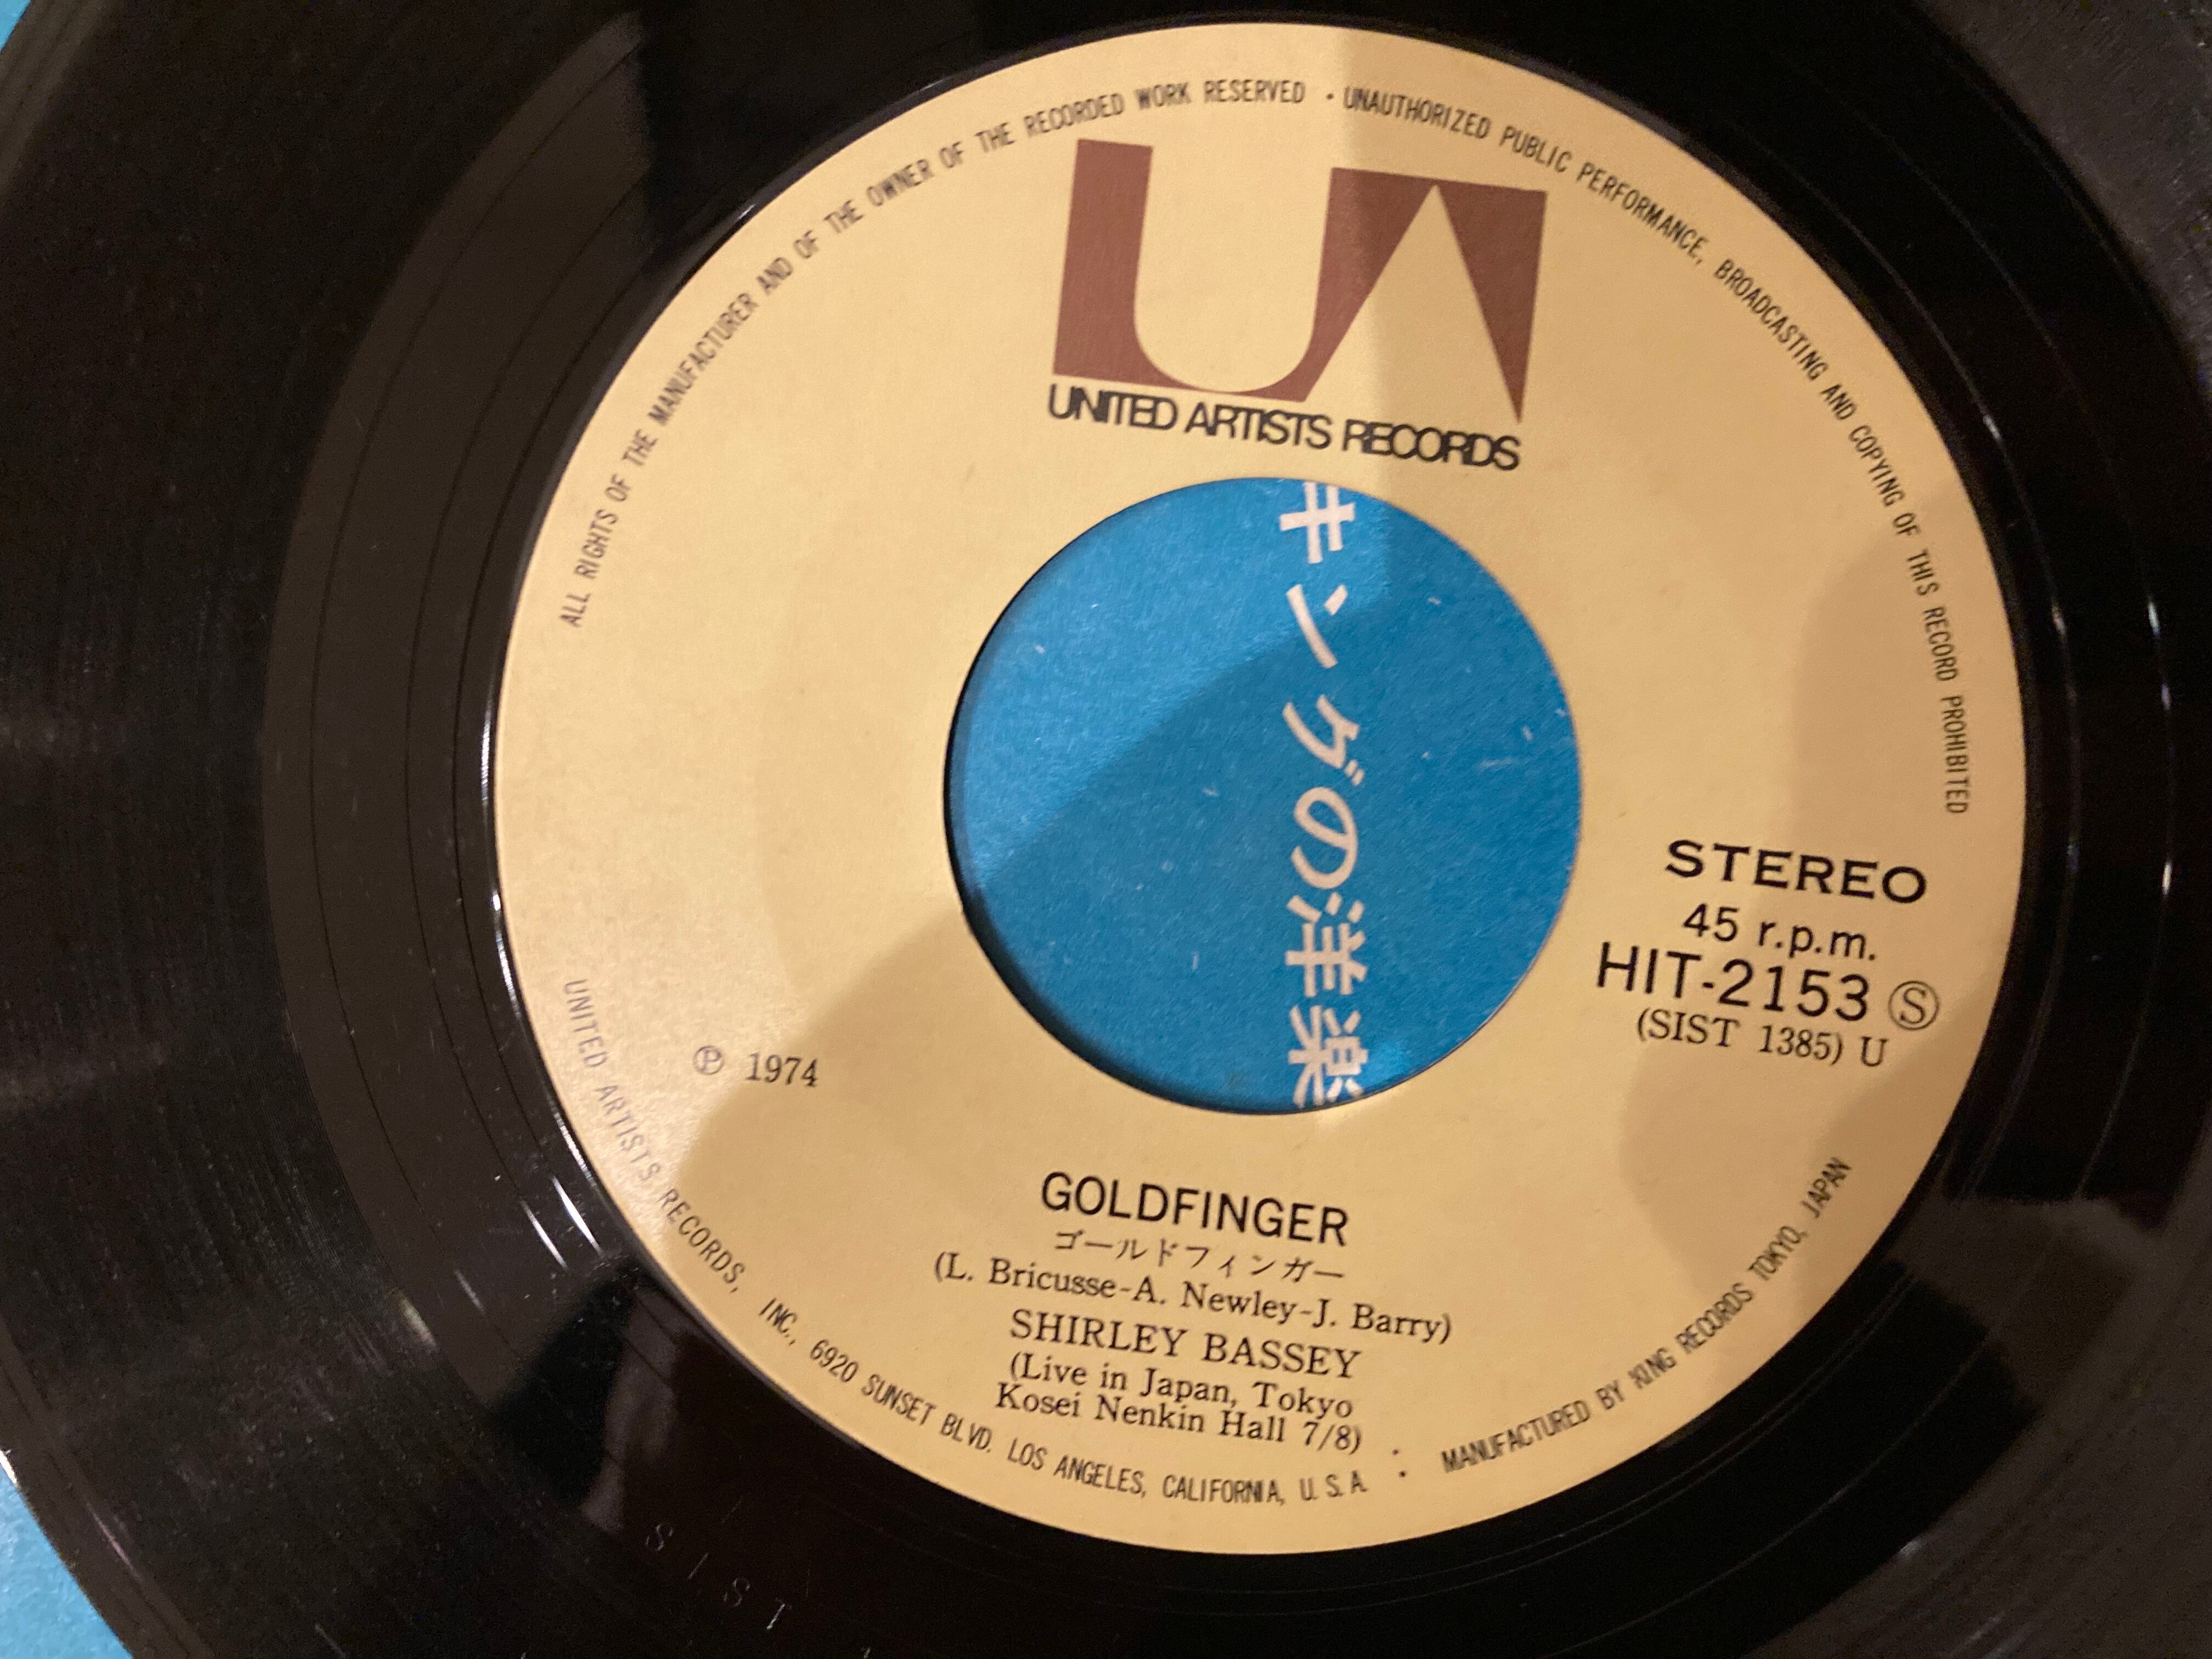 ALL RIGHTS OF THE MANUFACTURER AND OF THE OWNER OF THE RECORDED WORK RESERVED · UNAUTHORIZED PUBLIC PERFORMANCE, BROADCASTING AND COPYING OF THIS RECORD PROHIBITED
UA
UNITED ARTISTS RECORDS
キングの洋楽
STEREO
45 r.p.m.
HIT-2153 Ⓢ
(SIST 1385) U
Ⓟ 1974
GOLDFINGER
ゴールドフィンガー
(L. Bricusse-A. Newley-J. Barry)
SHIRLEY BASSEY
(Live in Japan, Tokyo
Kosei Nenkin Hall 7/8)
UNITED ARTISTS RECORDS, INC., 6920 SUNSET BLVD. LOS ANGELES, CALIFORNIA, U.S.A. : MANUFACTURED BY KING RECORDS TOKYO, JAPAN
SIST